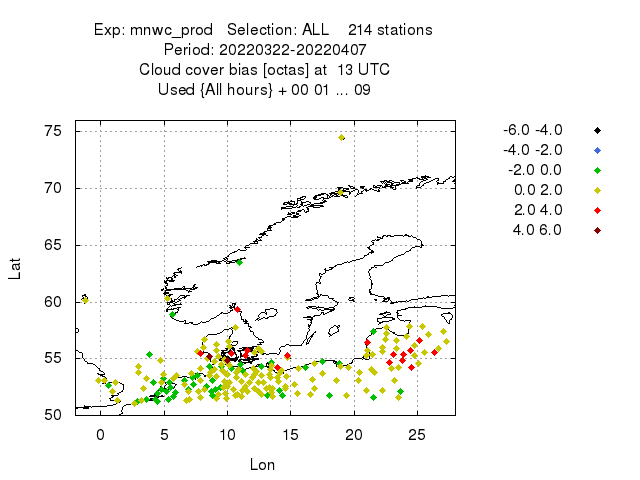 Exp: mnwc_prod Selection: ALL 214 stations
Period: 20220322-20220407
Cloud cover bias [octas] at 13 UTC
Used {All hours} + 00 01 ... 09
-6.0 -4.0
-4.0 -2.0
-2.0 0.0
0.0 2.0
2.0 4.0
4.0 6.0
75
70
65
60
55
50
Lat
0 5 10 15 20 25
Lon